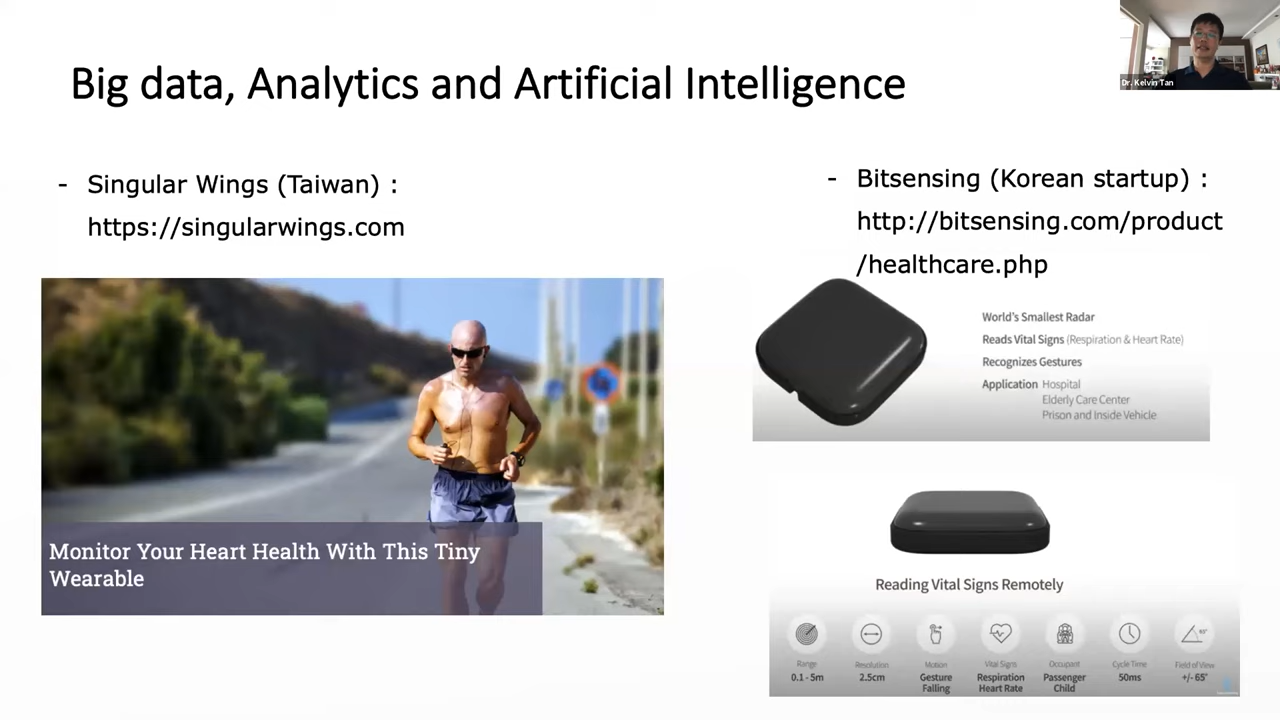 Dr. Kelvin Tan
Big data, Analytics and Artificial Intelligence
- Singular Wings (Taiwan) :
https://singularwings.com
Monitor Your Heart Health With This Tiny
Wearable
- Bitsensing (Korean startup) :
http://bitsensing.com/product
/healthcare.php
World's Smallest Radar
Reads Vital Signs (Respiration & Heart Rate)
Recognizes Gestures
Application Hospital
Elderly Care Center
Prison and Inside Vehicle
Reading Vital Signs Remotely
Range
0.1 - 5m
Resolution
2.5cm
Motion
Gesture
Falling
Vital Signs
Respiration
Heart Rate
Occupant
Passenger
Child
Cycle Time
50ms
65°
Field of View
+/- 65°